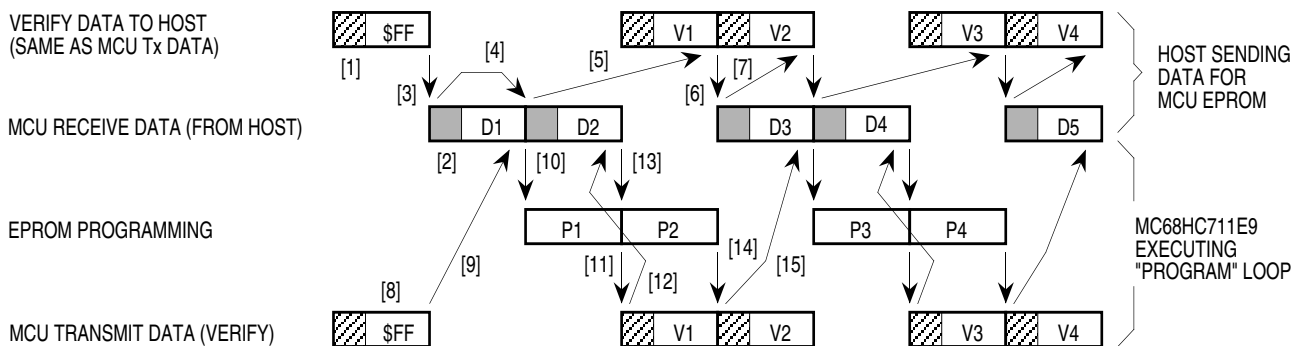 VERIFY DATA TO HOST
(SAME AS MCU Tx DATA)
$FF
V1
V2
V3
V4
[1]
[3]
[4]
[5]
[6]
[7]
HOST SENDING
DATA FOR
MCU EPROM
MCU RECEIVE DATA (FROM HOST)
D1
D2
D3
D4
D5
[2]
[10]
[13]
EPROM PROGRAMMING
P1
P2
P3
P4
MC68HC711E9
EXECUTING
"PROGRAM" LOOP
[9]
[11]
[12]
[14]
[15]
[8]
MCU TRANSMIT DATA (VERIFY)
$FF
V1
V2
V3
V4